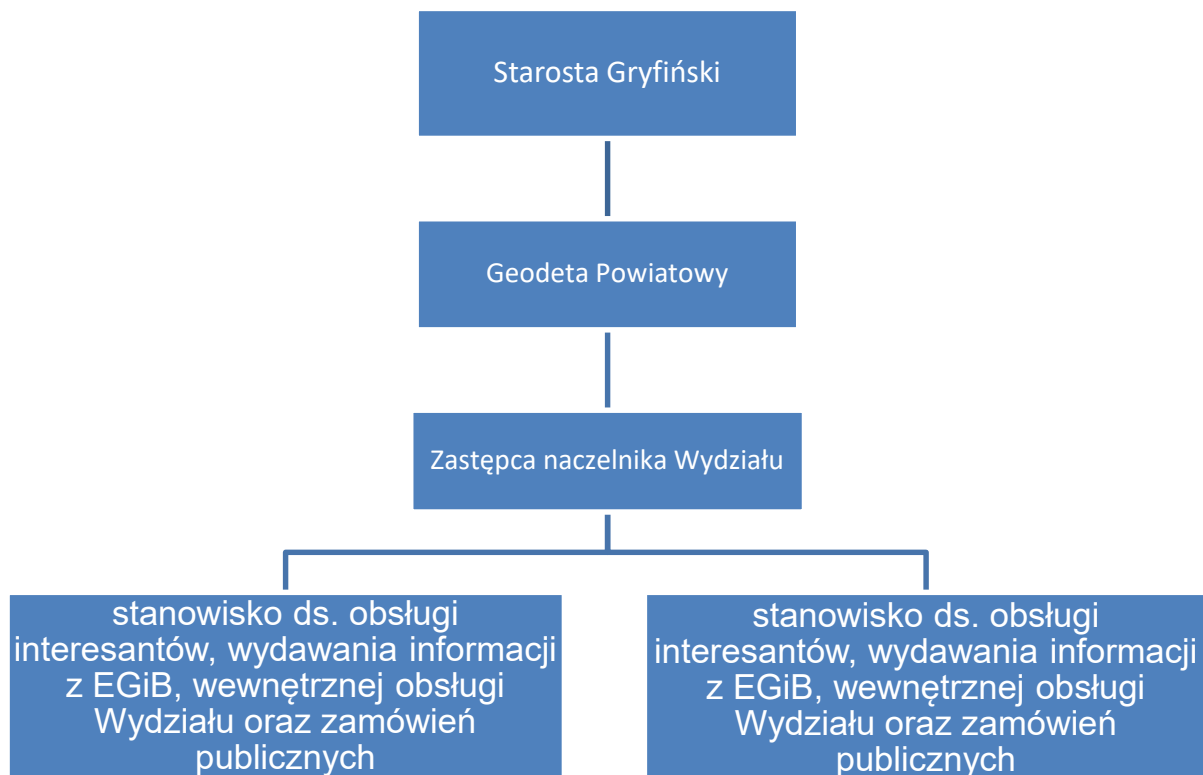 Starosta Gryfiński
Geodeta Powiatowy
Zastępca naczelnika Wydziału
stanowisko ds. obsługi
interesantów, wydawania informacji
z EGiB, wewnętrznej obsługi
Wydziału oraz zamówień
publicznych
stanowisko ds. obsługi
interesantów, wydawania informacji
z EGiB, wewnętrznej obsługi
Wydziału oraz zamówień
publicznych